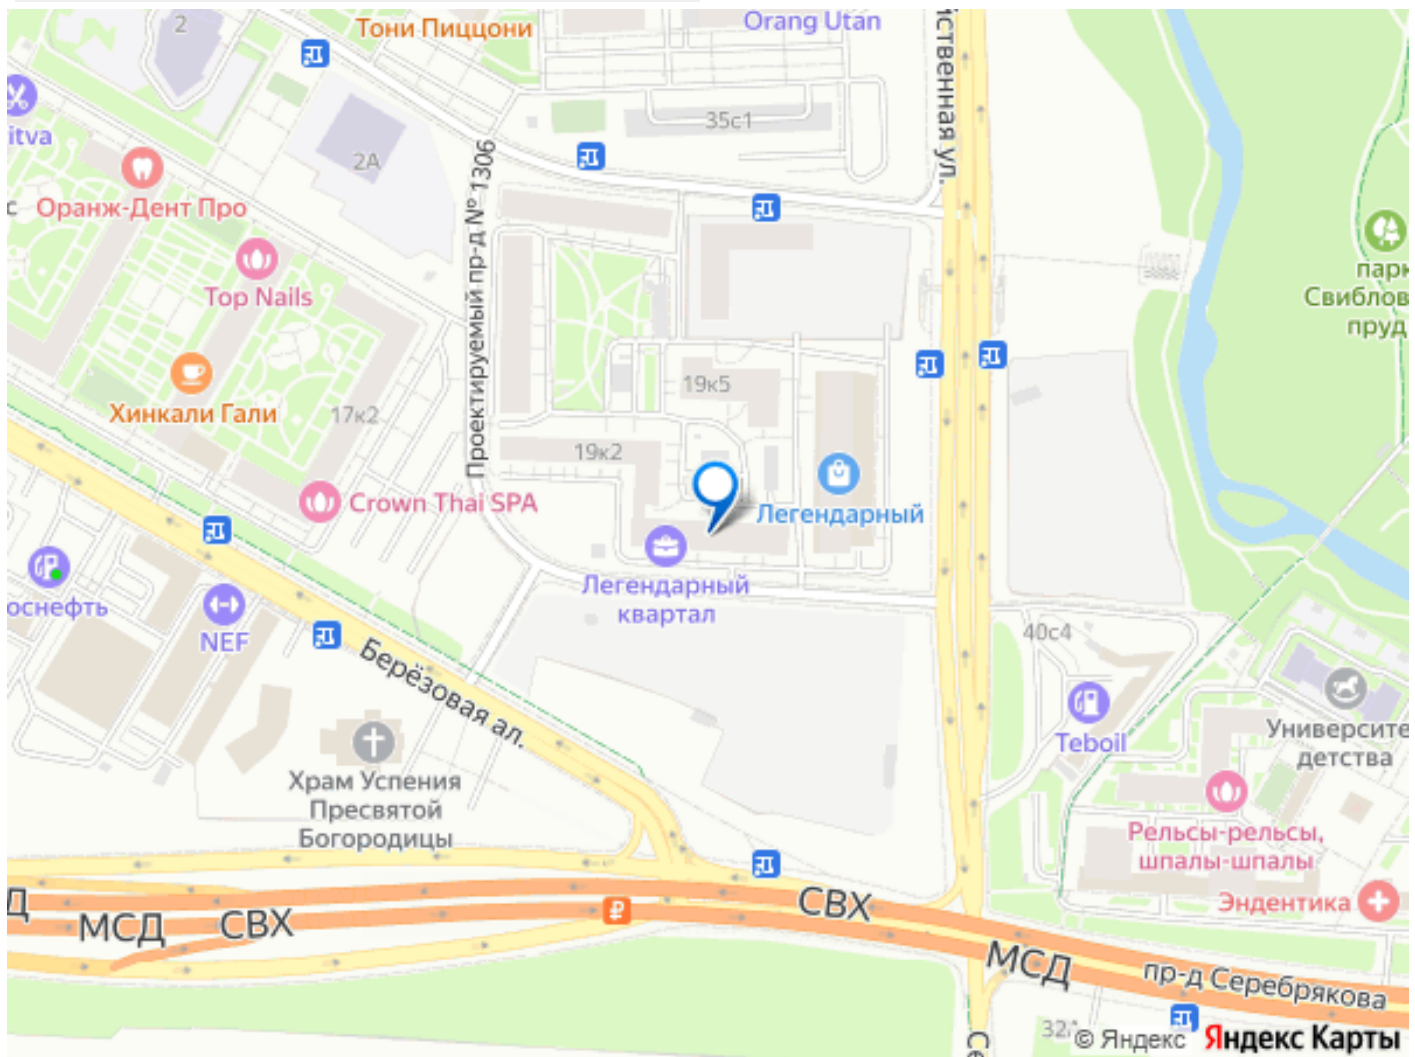 2
Тони Пиццони
Orang Utan
йственная ул.
itva
2А
35с1
Оранж-Дент Про
с
Проектируемый пр-д № 1306
Top Nails
парк
Свиблов
пруд
Хинкали Гали
17к2
19к5
19к2
Crown Thai SPA
Легендарный
Легендарный
квартал
оснефть
NEF
40с4
Берёзовая ал.
Teboil
Университе
детства
Храм Успения
Пресвятой
Богородицы
Рельсы-рельсы,
шпалы-шпалы
Эндентика
Д
МСД
СВХ
СВХ
МСД
пр-д Серебрякова
Се
© Яндекс Яндекс Карты